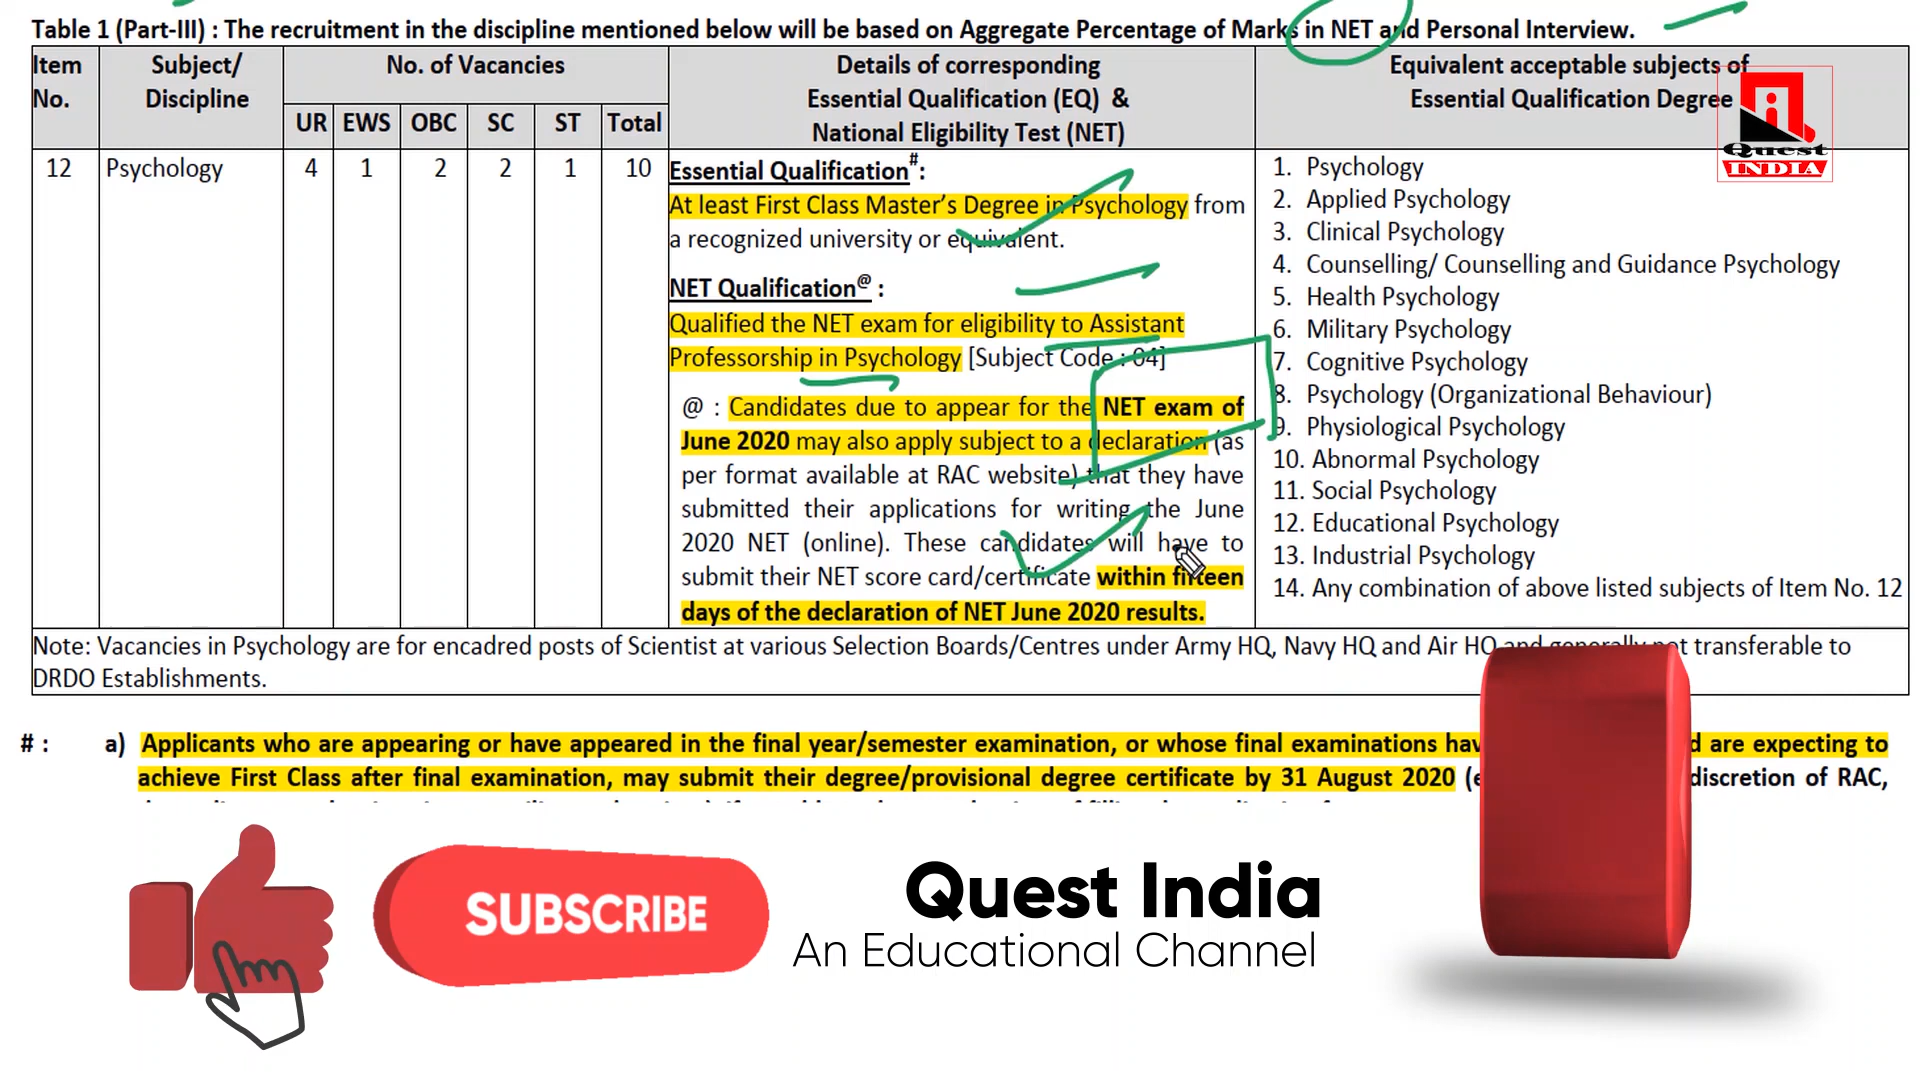 Table 1 (Part-III) : The recruitment in the discipline mentioned below will be based on Aggregate Percentage of Marks in NET and Personal Interview.
Item No.
Subject/ Discipline
No. of Vacancies
UR EWS OBC SC ST Total
Details of corresponding
Essential Qualification (EQ) &
National Eligibility Test (NET)
Equivalent acceptable subjects of
Essential Qualification Degree
12 Psychology 4 1 2 2 1 10
Essential Qualification#:
At least First Class Master's Degree in Psychology from
a recognized university or equivalent.
NET Qualification@ :
Qualified the NET exam for eligibility to Assistant
Professorship in Psychology [Subject Code : 04]
@ : Candidates due to appear for the NET exam of
June 2020 may also apply subject to a declaration (as
per format available at RAC website) that they have
submitted their applications for writing the June
2020 NET (online). These candidates will have to
submit their NET score card/certificate within fifteen
days of the declaration of NET June 2020 results.
1. Psychology
2. Applied Psychology
3. Clinical Psychology
4. Counselling/ Counselling and Guidance Psychology
5. Health Psychology
6. Military Psychology
7. Cognitive Psychology
8. Psychology (Organizational Behaviour)
9. Physiological Psychology
10. Abnormal Psychology
11. Social Psychology
12. Educational Psychology
13. Industrial Psychology
14. Any combination of above listed subjects of Item No. 12
Quest
INDIA
Note: Vacancies in Psychology are for encadred posts of Scientist at various Selection Boards/Centres under Army HQ, Navy HQ and Air HQ and generally not transferable to
DRDO Establishments.
# : a) Applicants who are appearing or have appeared in the final year/semester examination, or whose final examinations are expecting to
achieve First Class after final examination, may submit their degree/provisional degree certificate by 31 August 2020 discretion of RAC,
SUBSCRIBE
Quest India
An Educational Channel